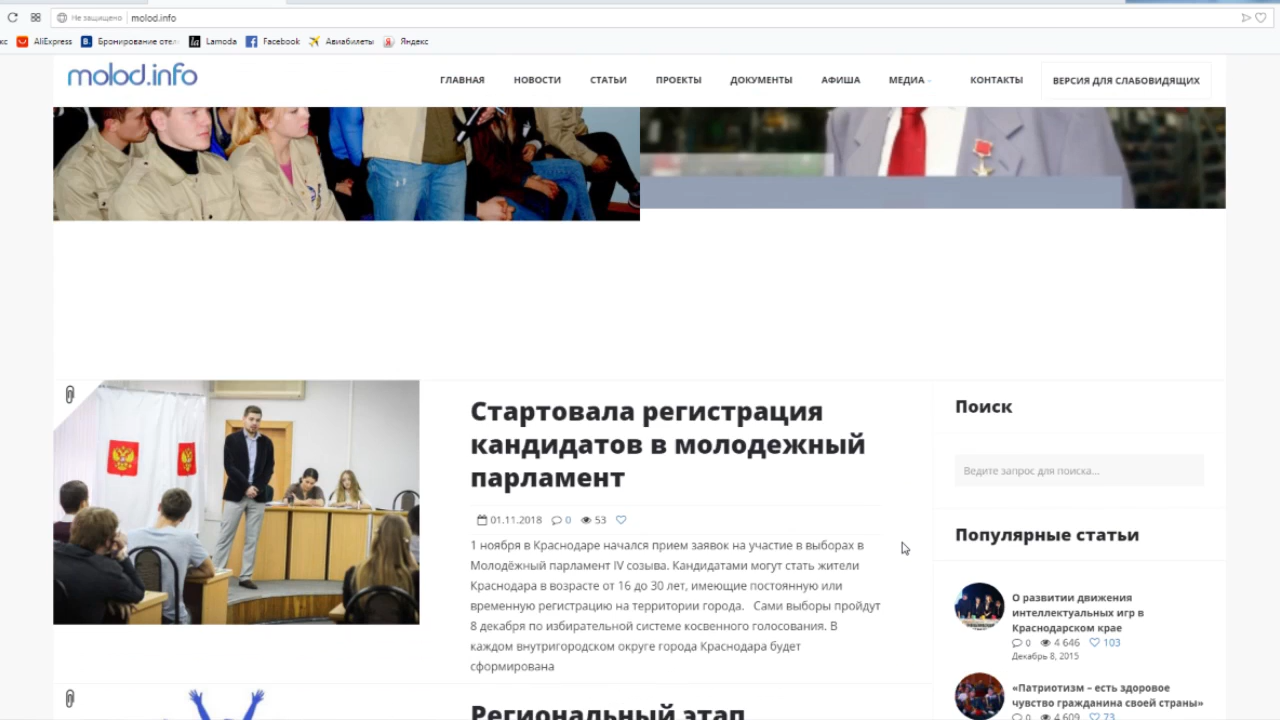 Не защищено molod.info
кс AliExpress Бронирование отел Lamoda Facebook Авиабилеты Яндекс
molod.info
ГЛАВНАЯ НОВОСТИ СТАТЬИ ПРОЕКТЫ ДОКУМЕНТЫ АФИША МЕДИА КОНТАКТЫ ВЕРСИЯ ДЛЯ СЛАБОВИДЯЩИХ
Стартовала регистрация
кандидатов в молодежный
парламент
01.11.2018 0 53
1 ноября в Краснодаре начался прием заявок на участие в выборах в
Молодёжный парламент IV созыва. Кандидатами могут стать жители
Краснодара в возрасте от 16 до 30 лет, имеющие постоянную или
временную регистрацию на территории города. Сами выборы пройдут
8 декабря по избирательной системе косвенного голосования. В
каждом внутригородском округе города Краснодара будет
сформирована
Региональный этап
Поиск
Ведите запрос для поиска...
Популярные статьи
О развитии движения
интеллектуальных игр в
Краснодарском крае
0 4 646 103
Декабрь 8, 2015
«Патриотизм – есть здоровое
чувство гражданина своей страны»
0 4 609 73